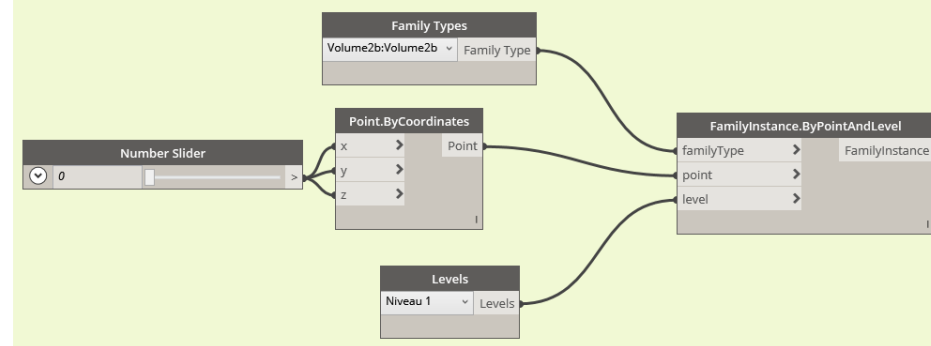 Family Types
Volume2b:Volume2b Family Type
Point.ByCoordinates
x > Point
y >
z >
l
Number Slider
0 >
FamilyInstance.ByPointAndLevel
familyType > FamilyInstance
point >
level >
l
Levels
Niveau 1 Levels